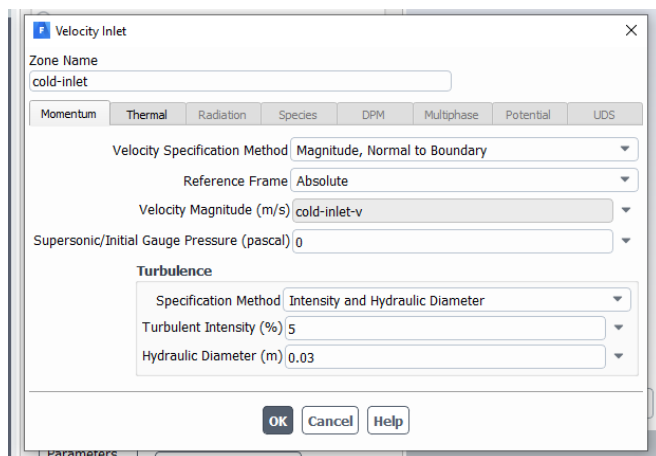 F Velocity Inlet
Zone Name
cold-inlet
Momentum Thermal Radiation Species DPM Multiphase Potential UDS
Velocity Specification Method Magnitude, Normal to Boundary
Reference Frame Absolute
Velocity Magnitude (m/s) cold-inlet-v
Supersonic/Initial Gauge Pressure (pascal) 0
Turbulence
Specification Method Intensity and Hydraulic Diameter
Turbulent Intensity (%) 5
Hydraulic Diameter (m) 0.03
OK Cancel Help
Parameters